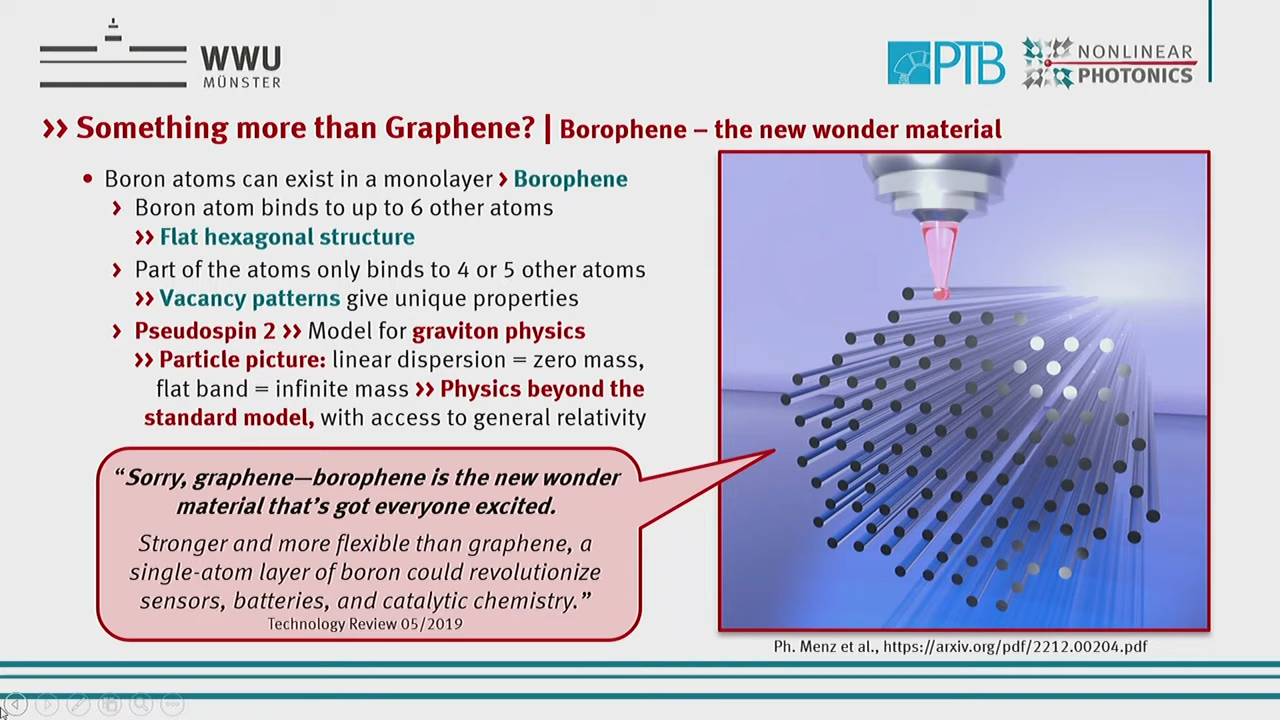 WWU
MÜNSTER
PTB
NONLINEAR
PHOTONICS
›› Something more than Graphene? | Borophene – the new wonder material
• Boron atoms can exist in a monolayer › Borophene
› Boron atom binds to up to 6 other atoms
›› Flat hexagonal structure
› Part of the atoms only binds to 4 or 5 other atoms
›› Vacancy patterns give unique properties
› Pseudospin 2 ›› Model for graviton physics
›› Particle picture: linear dispersion = zero mass,
flat band = infinite mass ›› Physics beyond the
standard model, with access to general relativity
“Sorry, graphene—borophene is the new wonder
material that’s got everyone excited.
Stronger and more flexible than graphene, a
single-atom layer of boron could revolutionize
sensors, batteries, and catalytic chemistry.”
Technology Review 05/2019
Ph. Menz et al., https://arxiv.org/pdf/2212.00204.pdf